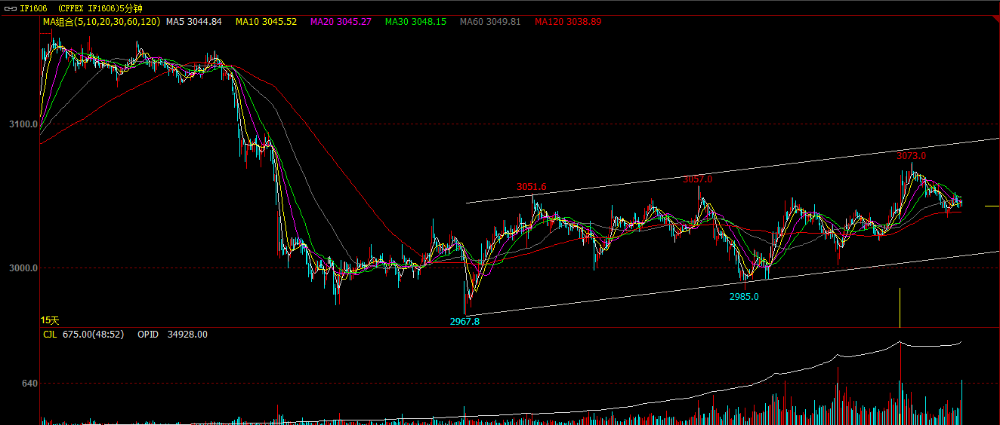 IF1606 (CFFEX IF1606)5分钟
MA组合(5,10,20,30,60,120) MA5 3044.84 MA10 3045.52 MA20 3045.27 MA30 3048.15 MA60 3049.81 MA120 3038.89
3100.0
3073.0
3051.6
3057.0
3000.0
2985.0
2967.8
15天
CJL 675.00(48:52) OPID 34928.00
640